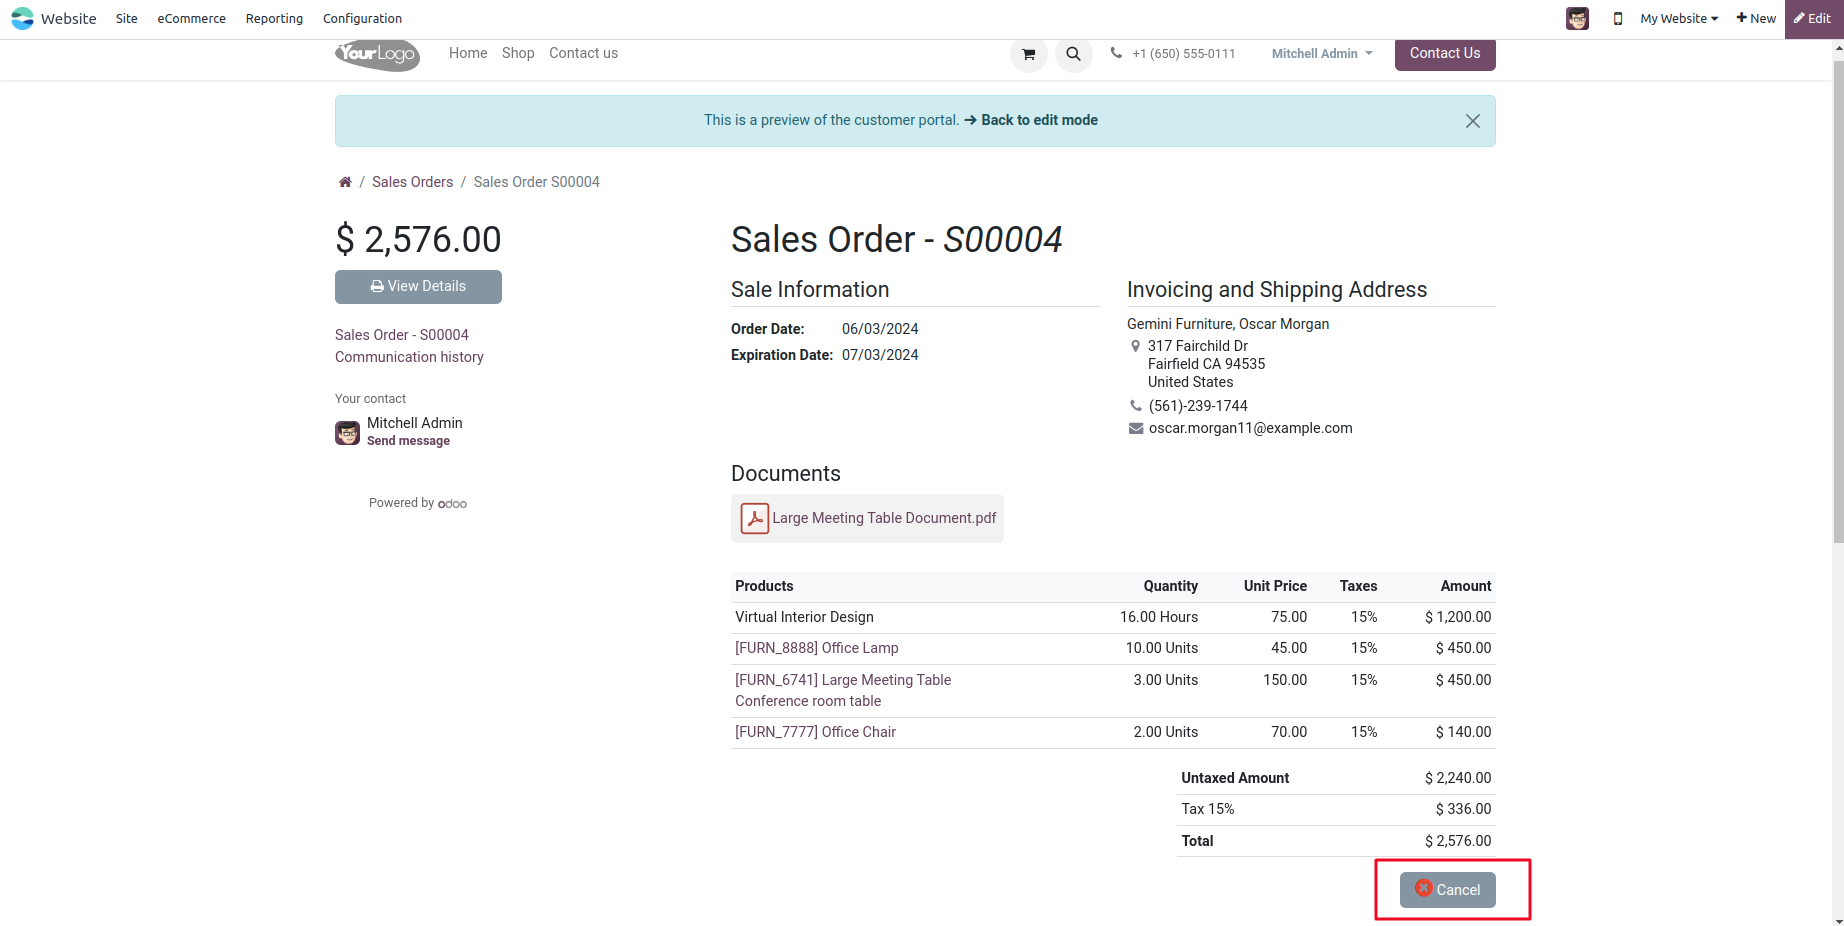 Website Site eCommerce Reporting Configuration My Website New Edit
YourLogo Home Shop Contact us +1 (650) 555-0111 Mitchell Admin Contact Us
This is a preview of the customer portal. → Back to edit mode
/ Sales Orders / Sales Order S00004
$ 2,576.00
View Details
Sales Order - S00004
Communication history
Your contact
Mitchell Admin
Send message
Powered by odoo
Sales Order - S00004
Sale Information
Order Date: 06/03/2024
Expiration Date: 07/03/2024
Invoicing and Shipping Address
Gemini Furniture, Oscar Morgan
317 Fairchild Dr
Fairfield CA 94535
United States
(561)-239-1744
oscar.morgan11@example.com
Documents
Large Meeting Table Document.pdf
Products Quantity Unit Price Taxes Amount
Virtual Interior Design 16.00 Hours 75.00 15% $ 1,200.00
[FURN_8888] Office Lamp 10.00 Units 45.00 15% $ 450.00
[FURN_6741] Large Meeting Table 3.00 Units 150.00 15% $ 450.00
Conference room table
[FURN_7777] Office Chair 2.00 Units 70.00 15% $ 140.00
Untaxed Amount $ 2,240.00
Tax 15% $ 336.00
Total $ 2,576.00
Cancel